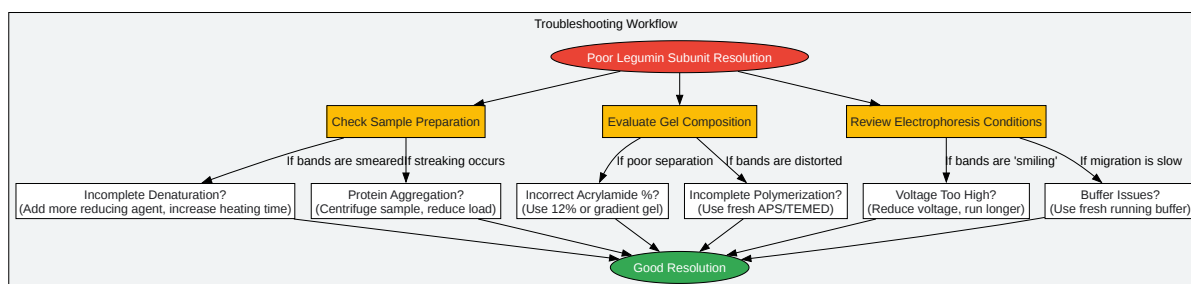 Troubleshooting Workflow
Poor Legumin Subunit Resolution
Check Sample Preparation
Evaluate Gel Composition
Review Electrophoresis Conditions
If bands are smeared
If streaking occurs
If poor separation
If bands are distorted
If bands are 'smiling'
If migration is slow
Incomplete Denaturation?
(Add more reducing agent, increase heating time)
Protein Aggregation?
(Centrifuge sample, reduce load)
Incorrect Acrylamide %?
(Use 12% or gradient gel)
Incomplete Polymerization?
(Use fresh APS/TEMED)
Voltage Too High?
(Reduce voltage, run longer)
Buffer Issues?
(Use fresh running buffer)
Good Resolution